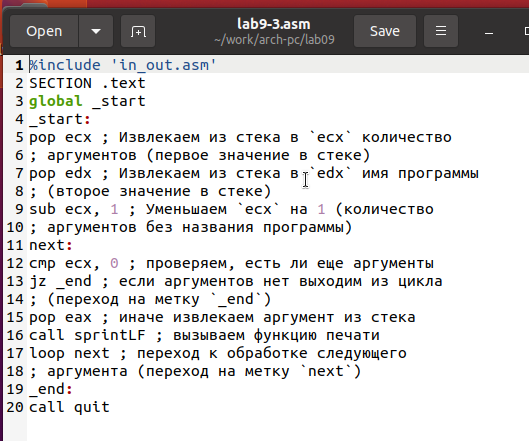 Open
lab9-3.asm
~/work/arch-pc/lab09
Save
1 %include 'in_out.asm'
2 SECTION .text
3 global _start
4 _start:
5 pop ecx ; Извлекаем из стека в `ecx` количество
6 ; аргументов (первое значение в стеке)
7 pop edx ; Извлекаем из стека в `edx` имя программы
8 ; (второе значение в стеке)
9 sub ecx, 1 ; Уменьшаем `ecx` на 1 (количество
10 ; аргументов без названия программы)
11 next:
12 cmp ecx, 0 ; проверяем, есть ли еще аргументы
13 jz _end ; если аргументов нет выходим из цикла
14 ; (переход на метку `_end`)
15 pop eax ; иначе извлекаем аргумент из стека
16 call sprintLF ; вызываем функцию печати
17 loop next ; переход к обработке следующего
18 ; аргумента (переход на метку `next`)
19 _end:
20 call quit